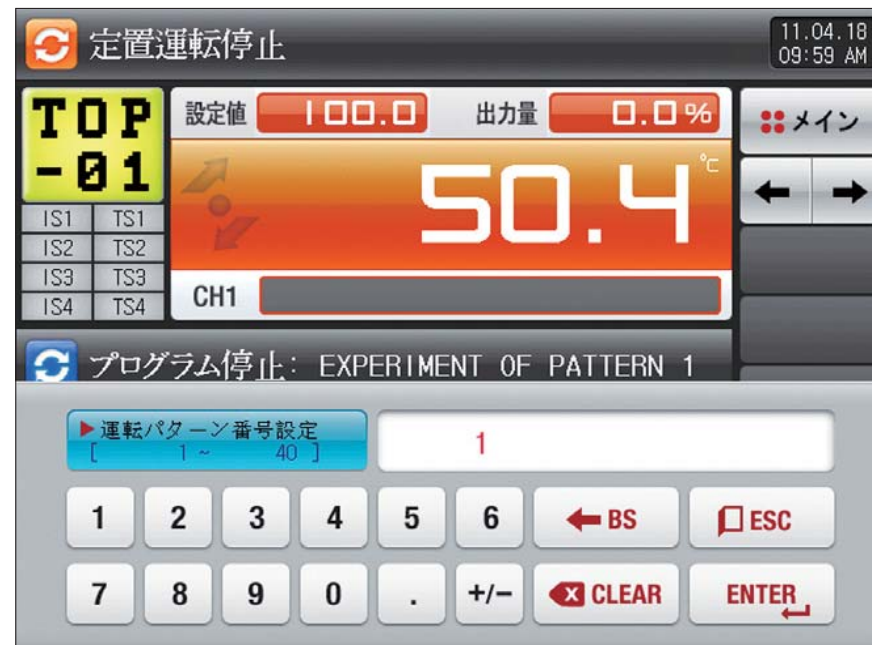 定置運転停止
11.04.18
09:59 AM
TOP
-01
設定値 100.0 出力量 0.0%
メイン
50.4 ℃
IS1 TS1
IS2 TS2
IS3 TS3
IS4 TS4
CH1
プログラム停止: EXPERIMENT OF PATTERN 1
運転パターン番号設定
[ 1 ~ 40 ]
1
1 2 3 4 5 6 BS ESC
7 8 9 0 . +/- CLEAR ENTER